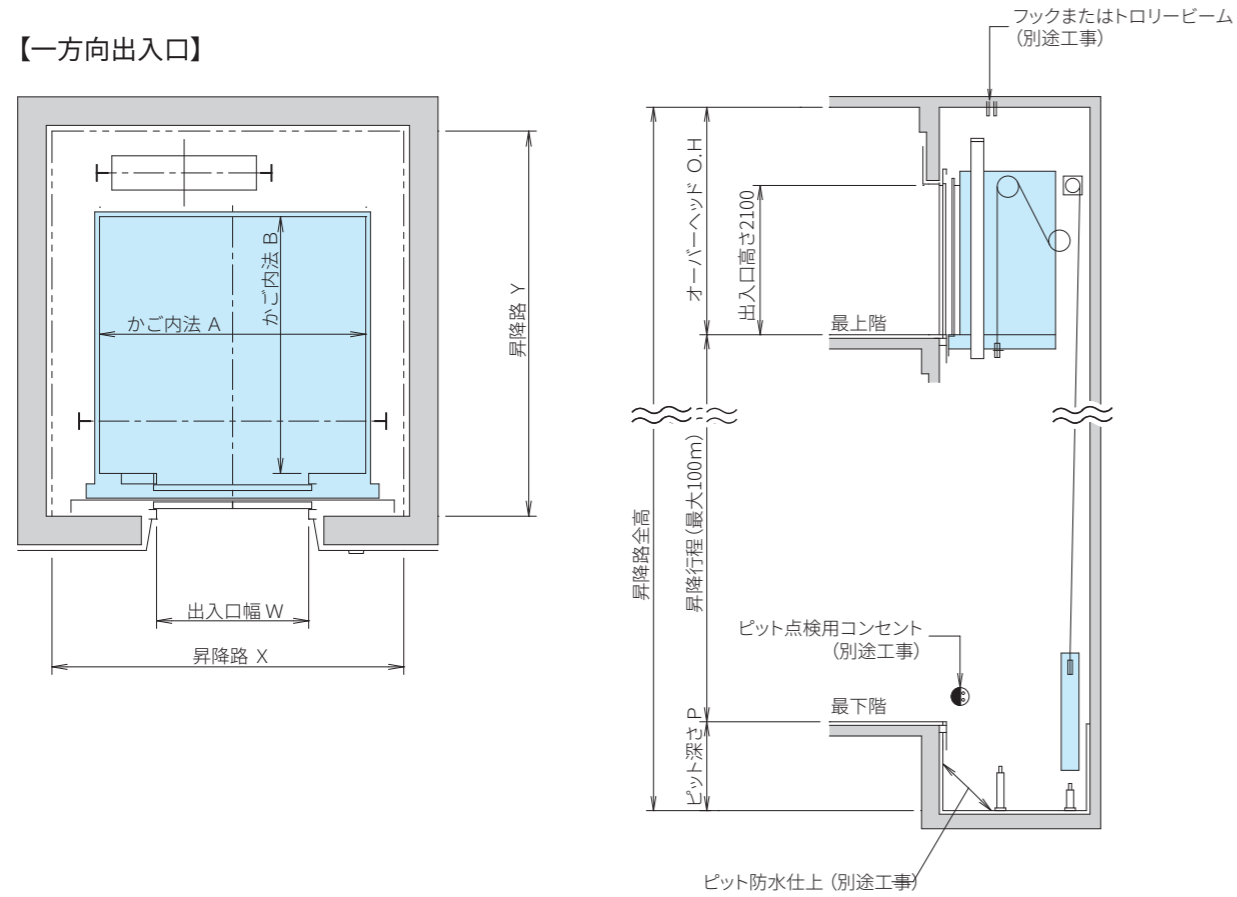 【一方向出入口】
かご内法 A
かご内法 B
昇降路 Y
出入口幅 W
昇降路 X
フックまたはトロリービーム
(別途工事)
オーバーヘッド O.H
出入口高さ2100
最上階
昇降路全高
昇降行程(最大100m)
ピット点検用コンセント
(別途工事)
最下階
ピット深さ P
ピット防水仕上(別途工事)